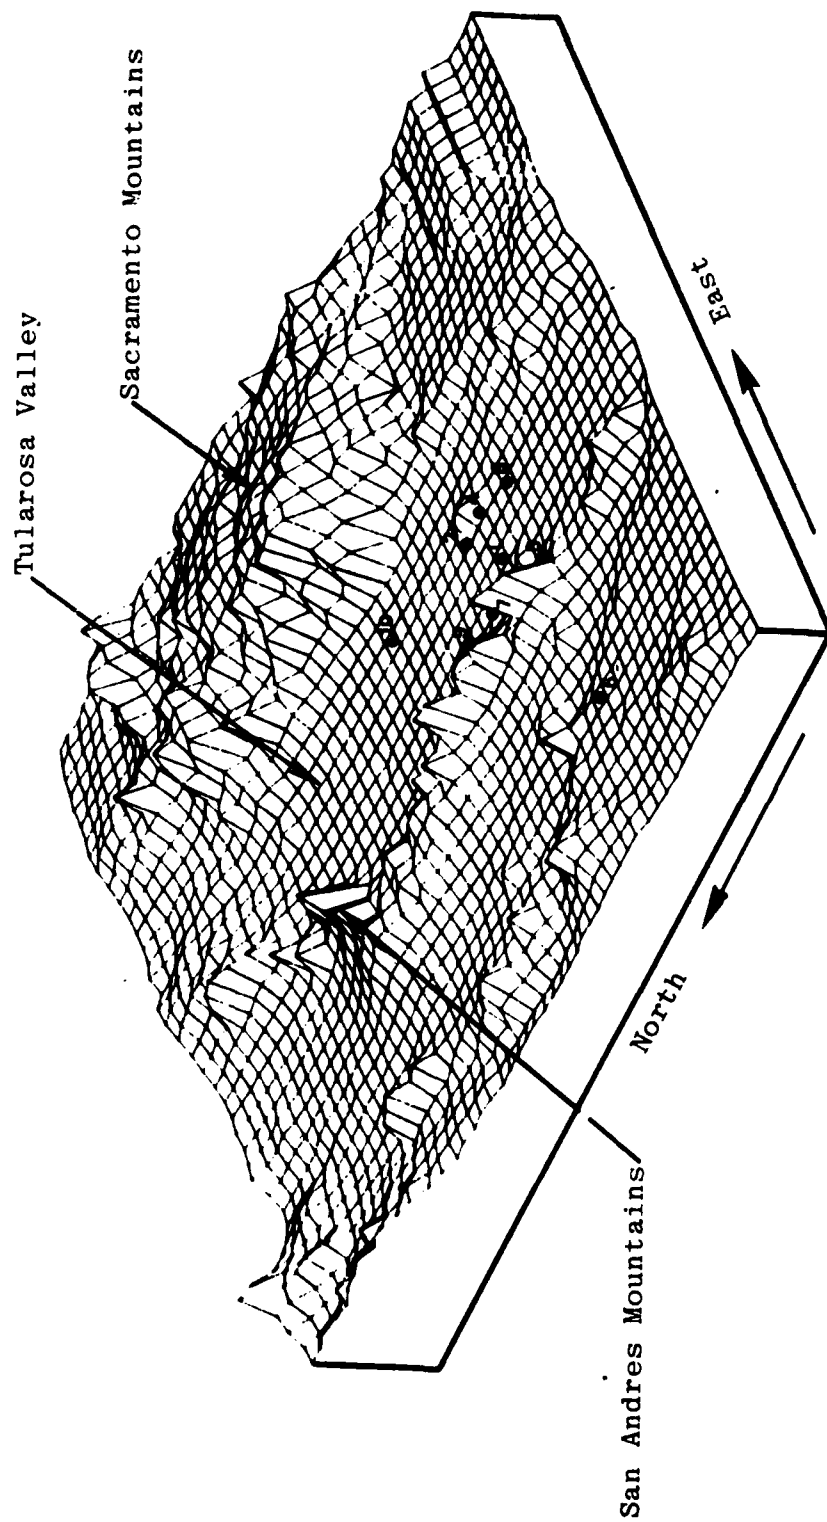 Tularosa Valley
Sacramento Mountains
San Andres Mountains
North
East